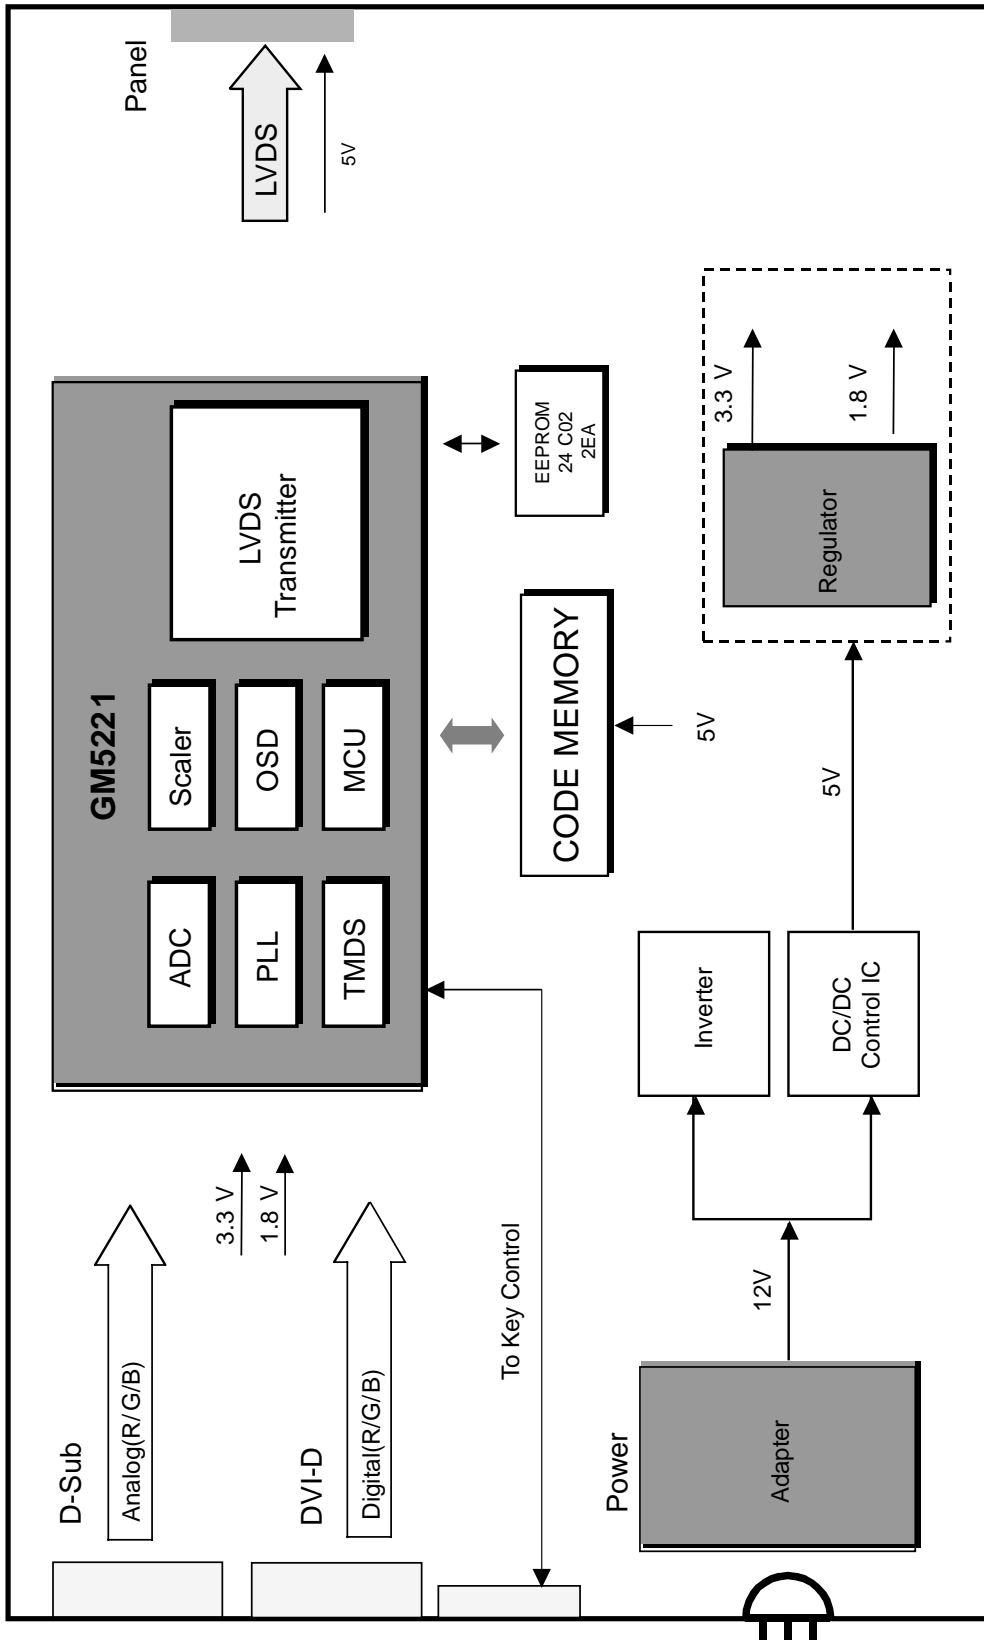 D-Sub
Analog(R/G/B)
DVI-D
Digital(R/G/B)
3.3 V
1.8 V
To Key Control
GM5221
ADC
PLL
TMDS
Scaler
OSD
MCU
LVDS
Transmitter
LVDS
5V
Panel
CODE MEMORY
5V
EEPROM
24 C02
2EA
Power
Adapter
12V
Inverter
DC/DC
Control IC
5V
Regulator
3.3 V
1.8 V